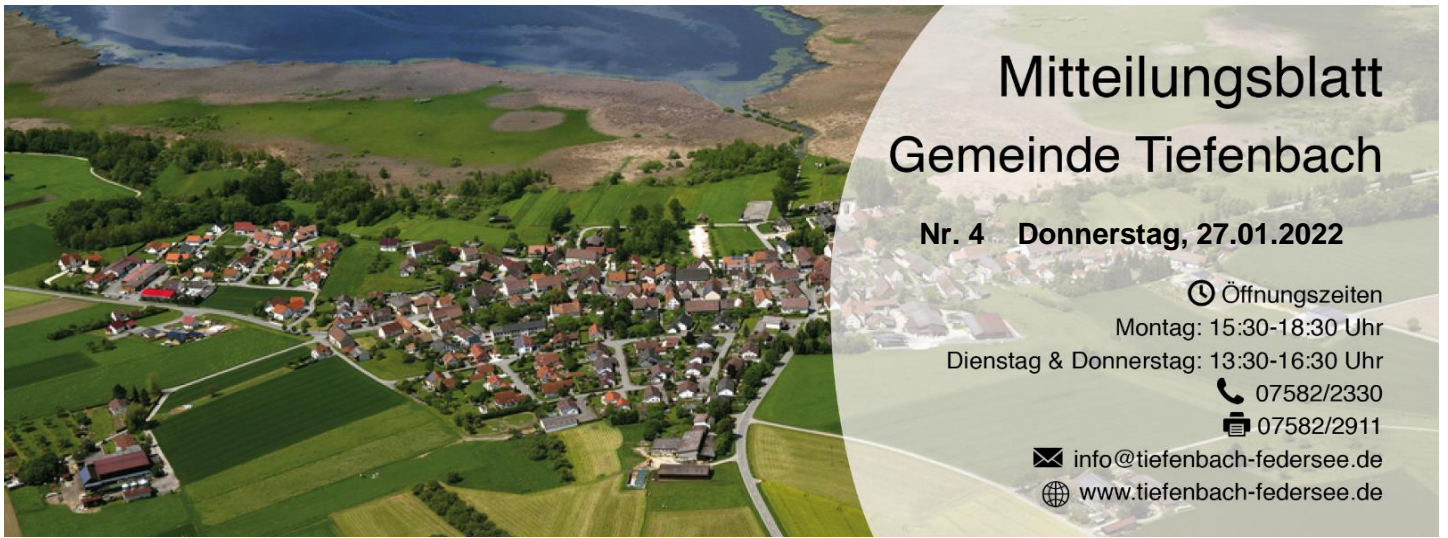 Mitteilungsblatt
Gemeinde Tiefenbach
Nr. 4 Donnerstag, 27.01.2022
Öffnungszeiten
Montag: 15:30-18:30 Uhr
Dienstag & Donnerstag: 13:30-16:30 Uhr
07582/2330
07582/2911
info@tiefenbach-federsee.de
www.tiefenbach-federsee.de